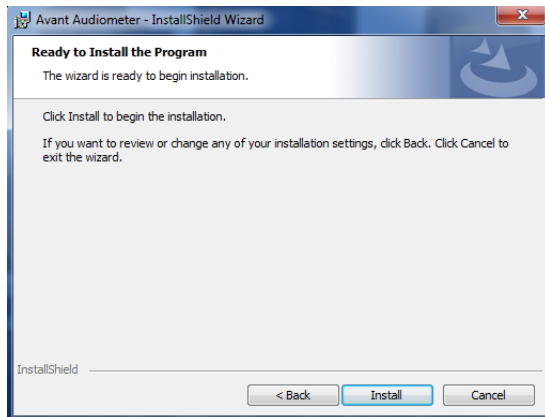 Avant Audiometer - InstallShield Wizard
Ready to Install the Program
The wizard is ready to begin installation.
Click Install to begin the installation.
If you want to review or change any of your installation settings, click Back. Click Cancel to
exit the wizard.
InstallShield
< Back
Install
Cancel